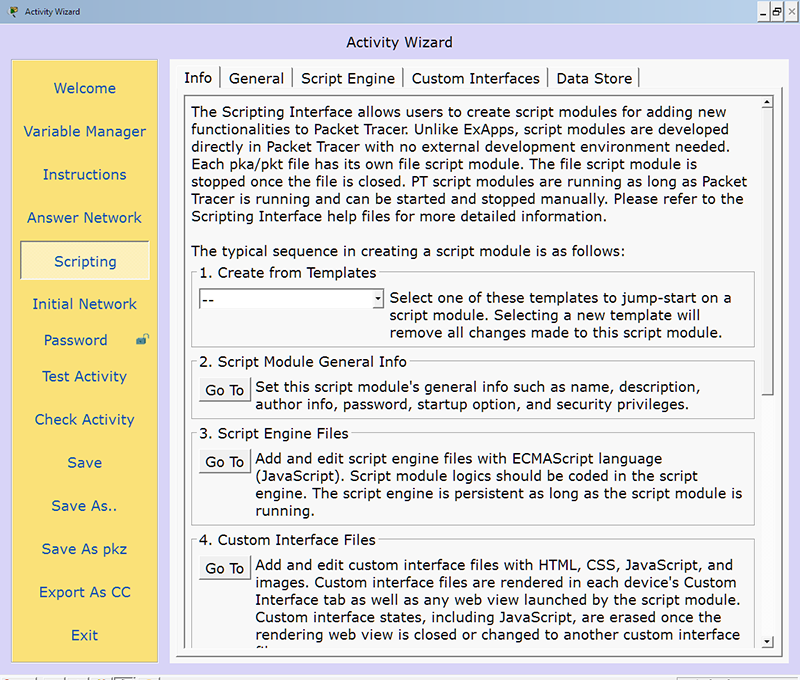 Activity Wizard
Activity Wizard
Welcome
Variable Manager
Instructions
Answer Network
Scripting
Initial Network
Password
Test Activity
Check Activity
Save
Save As..
Save As pkz
Export As CC
Exit
Info
General
Script Engine
Custom Interfaces
Data Store
The Scripting Interface allows users to create script modules for adding new
functionalities to Packet Tracer. Unlike ExApps, script modules are developed
directly in Packet Tracer with no external development environment needed.
Each pka/pkt file has its own file script module. The file script module is
stopped once the file is closed. PT script modules are running as long as Packet
Tracer is running and can be started and stopped manually. Please refer to the
Scripting Interface help files for more detailed information.
The typical sequence in creating a script module is as follows:
1. Create from Templates
--
Select one of these templates to jump-start on a
script module. Selecting a new template will
remove all changes made to this script module.
2. Script Module General Info
Go To
Set this script module's general info such as name, description,
author info, password, startup option, and security privileges.
3. Script Engine Files
Go To
Add and edit script engine files with ECMAScript language
(JavaScript). Script module logics should be coded in the script
engine. The script engine is persistent as long as the script module is
running.
4. Custom Interface Files
Go To
Add and edit custom interface files with HTML, CSS, JavaScript, and
images. Custom interface files are rendered in each device's Custom
Interface tab as well as any web view launched by the script module.
Custom interface states, including JavaScript, are erased once the
rendering web view is closed or changed to another custom interface